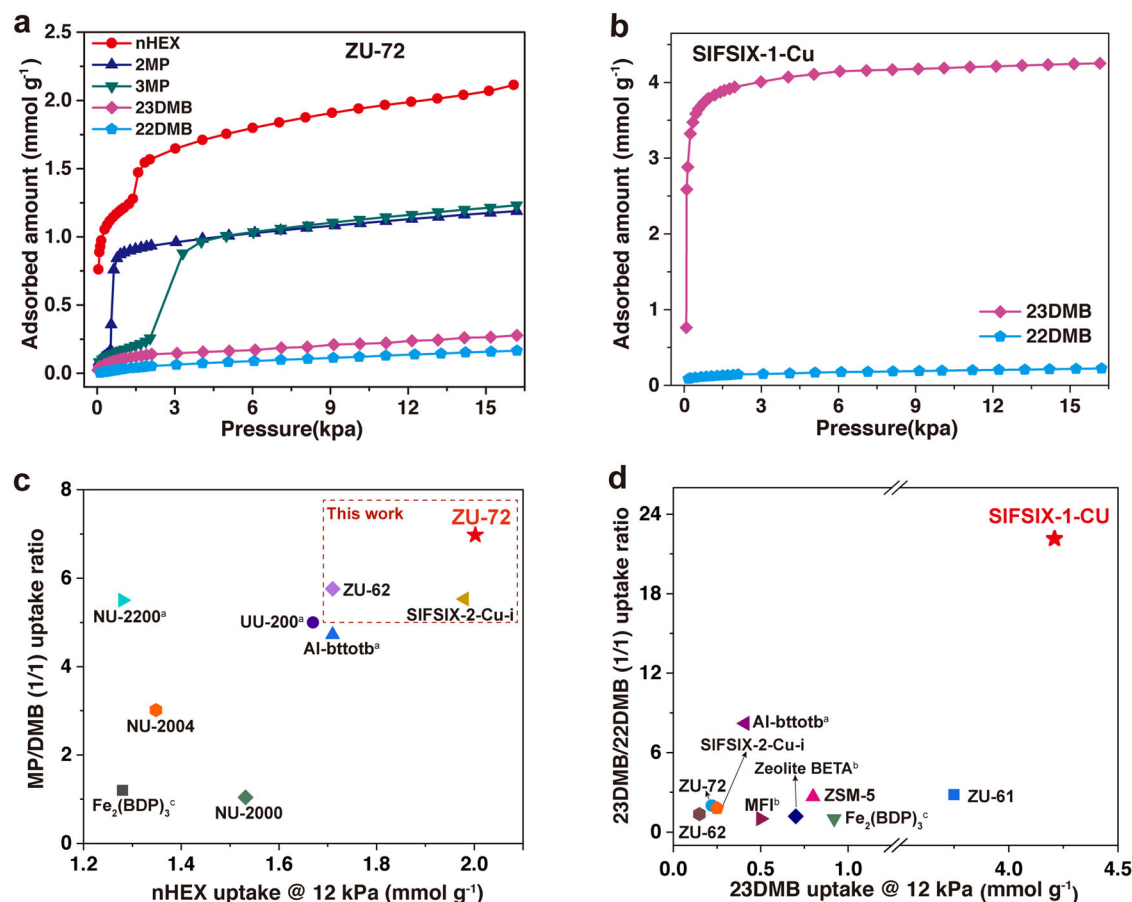 a
ZU-72
nHEX
2MP
3MP
23DMB
22DMB
Adsorbed amount (mmol g⁻¹)
2.5
2.0
1.5
1.0
0.5
0.0
0 3 6 9 12 15
Pressure(kpa)
b
SIFSIX-1-Cu
23DMB
22DMB
Adsorbed amount (mmol g⁻¹)
5
4
3
2
1
0
0 3 6 9 12 15
Pressure(kpa)
c
This work
ZU-72
ZU-62
SIFSIX-2-Cu-i
NU-2200ᵃ
UU-200ᵃ
Al-bttotbᵃ
NU-2004
Fe₂(BDP)₃ᶜ
NU-2000
MP/DMB (1/1) uptake ratio
8
6
4
2
0
1.2 1.4 1.6 1.8 2.0
nHEX uptake @ 12 kPa (mmol g⁻¹)
d
SIFSIX-1-CU
Al-bttotbᵃ
SIFSIX-2-Cu-i
Zeolite BETAᵇ
ZU-72
MFIᵇ
ZSM-5
ZU-61
ZU-62
Fe₂(BDP)₃ᶜ
23DMB/22DMB (1/1) uptake ratio
24
18
12
6
0
0.0 0.5 1.0 4.0 4.5
23DMB uptake @ 12 kPa (mmol g⁻¹)